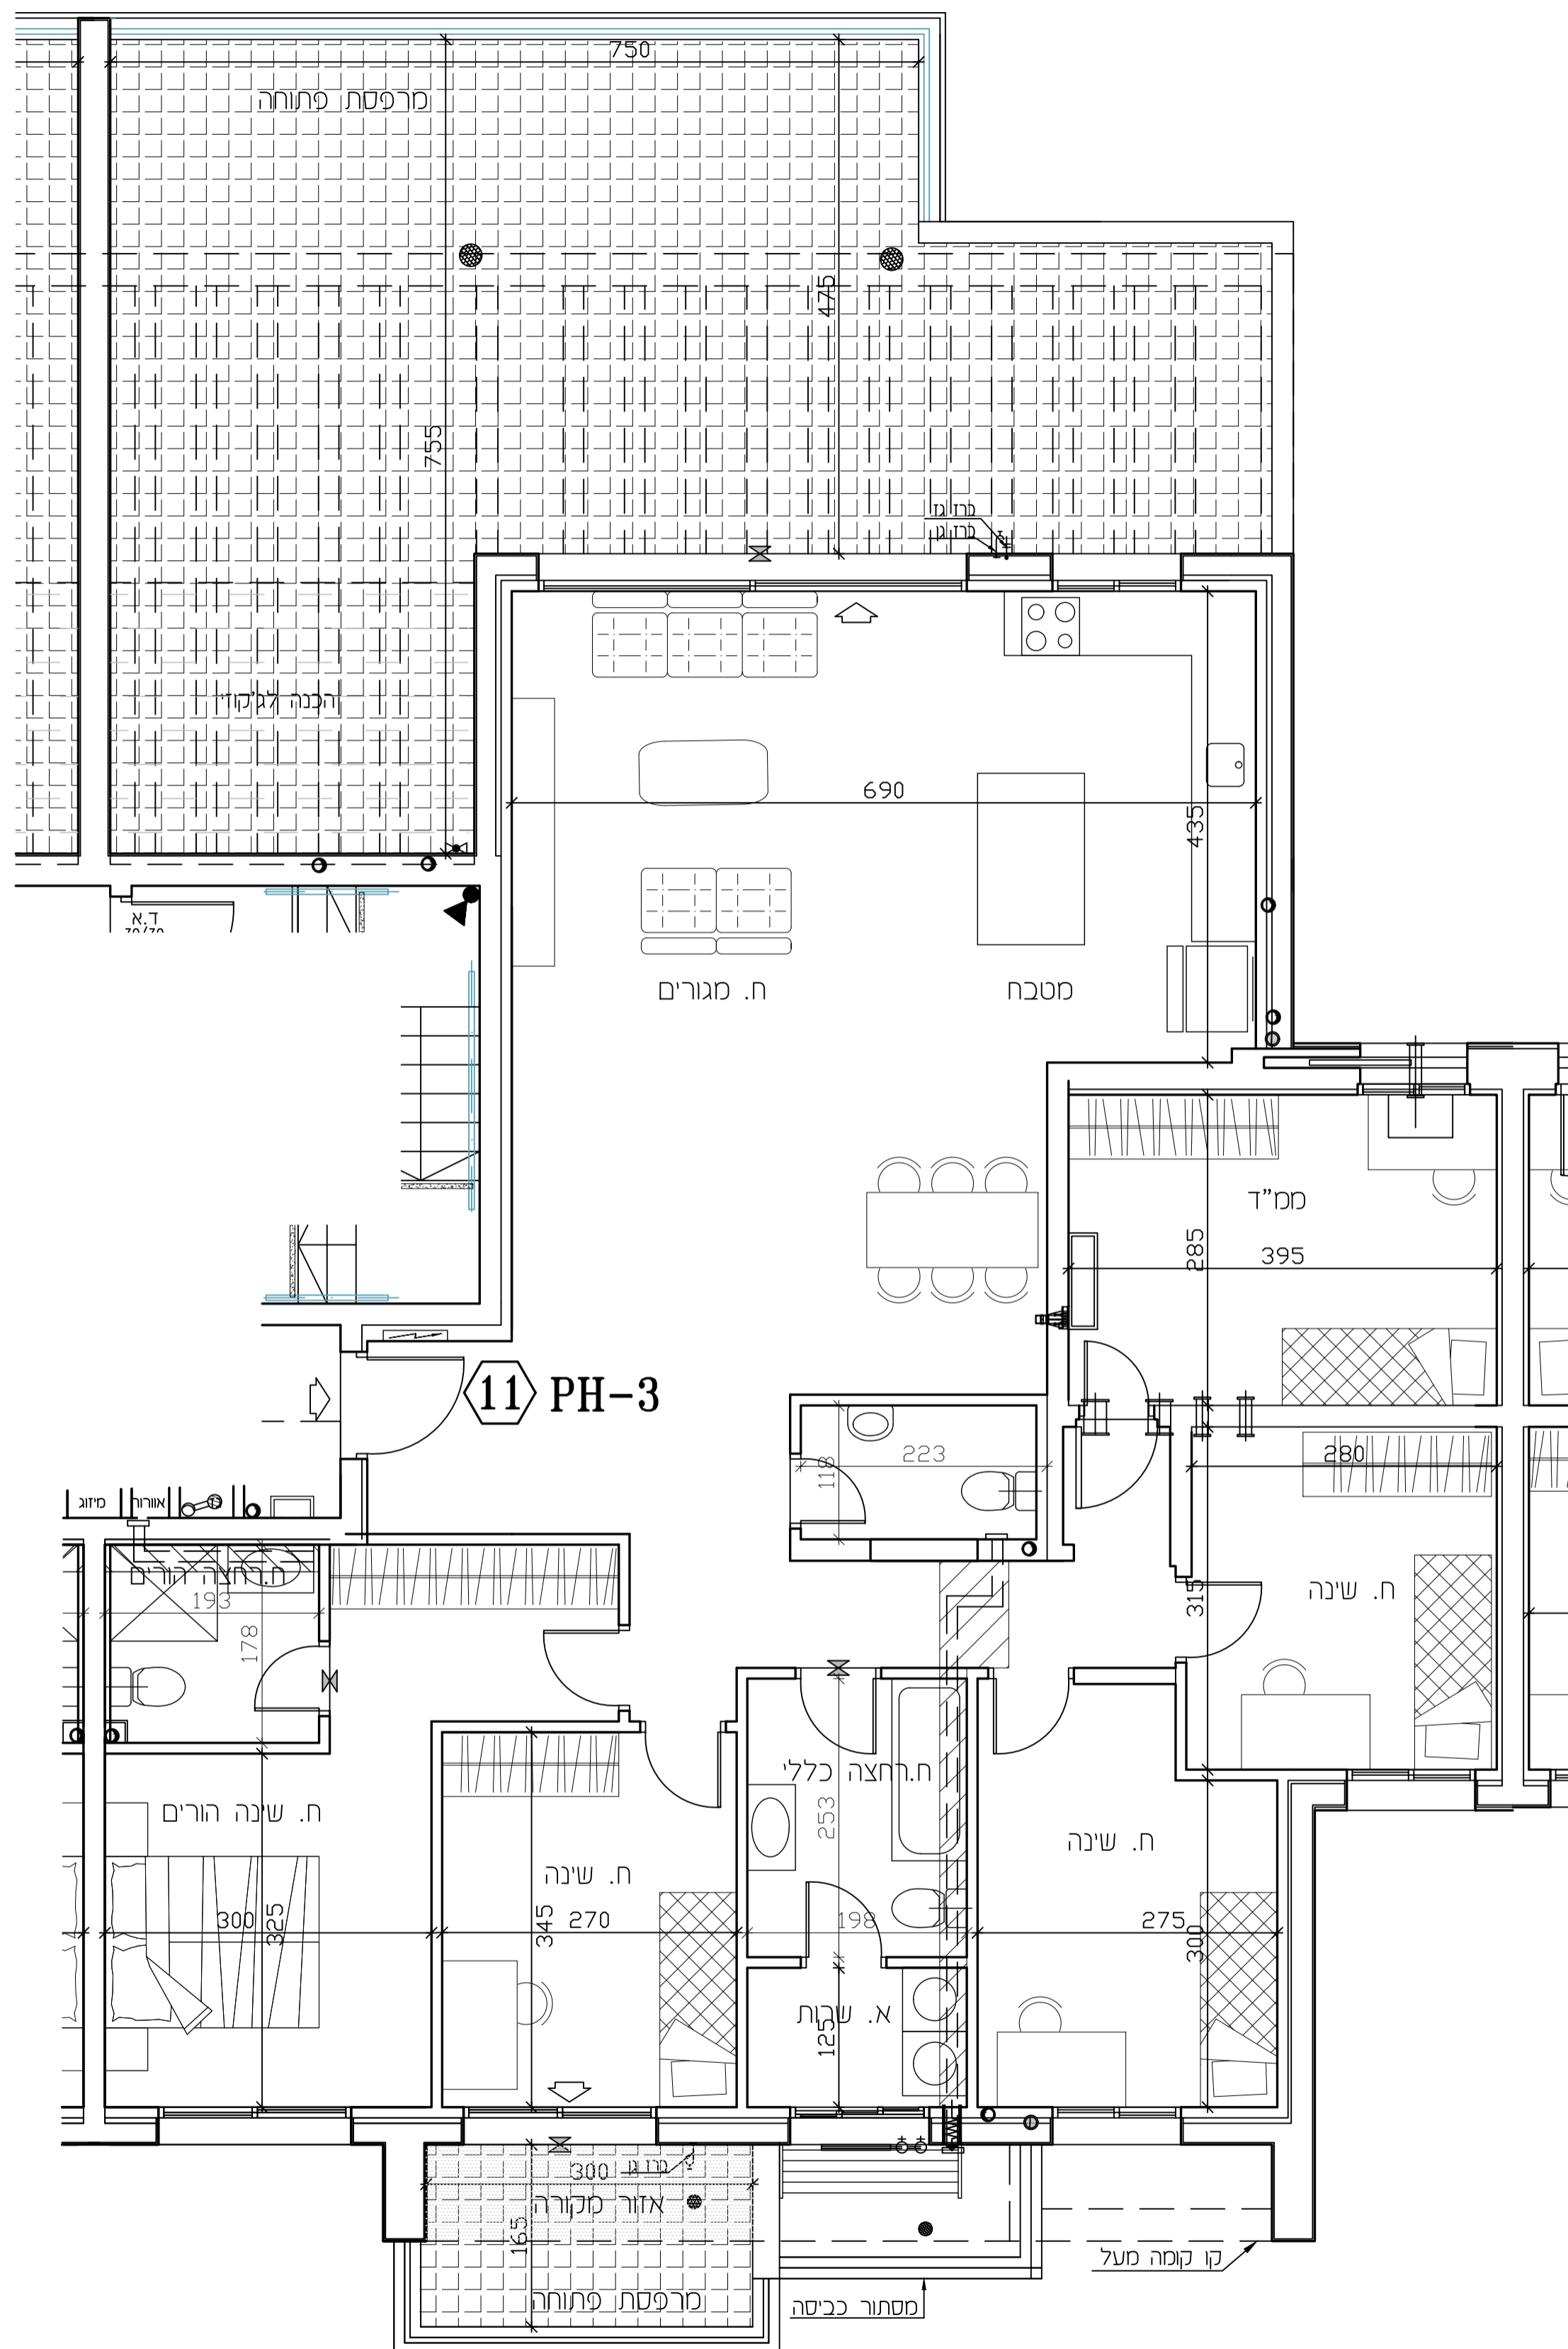 750
מרפסת פתוחה
475
755
ברז גז
ברז גן
הכנה לג'קוזי
690
435
ד.א
ח. מגורים
מטבח
ממ"ד
285
395
11 PH-3
223
118
280
מיזוג
אוורור
ח.רחצה הורים
193
178
315
ח. שינה
ח.רחצה כללי
253
ח. שינה הורים
ח. שינה
ח. שינה
300
325
345
270
198
275
300
א. שרות
125
300
ברז גן
אזור מקורה
165
מרפסת פתוחה
קו קומה מעל
מסתור כביסה